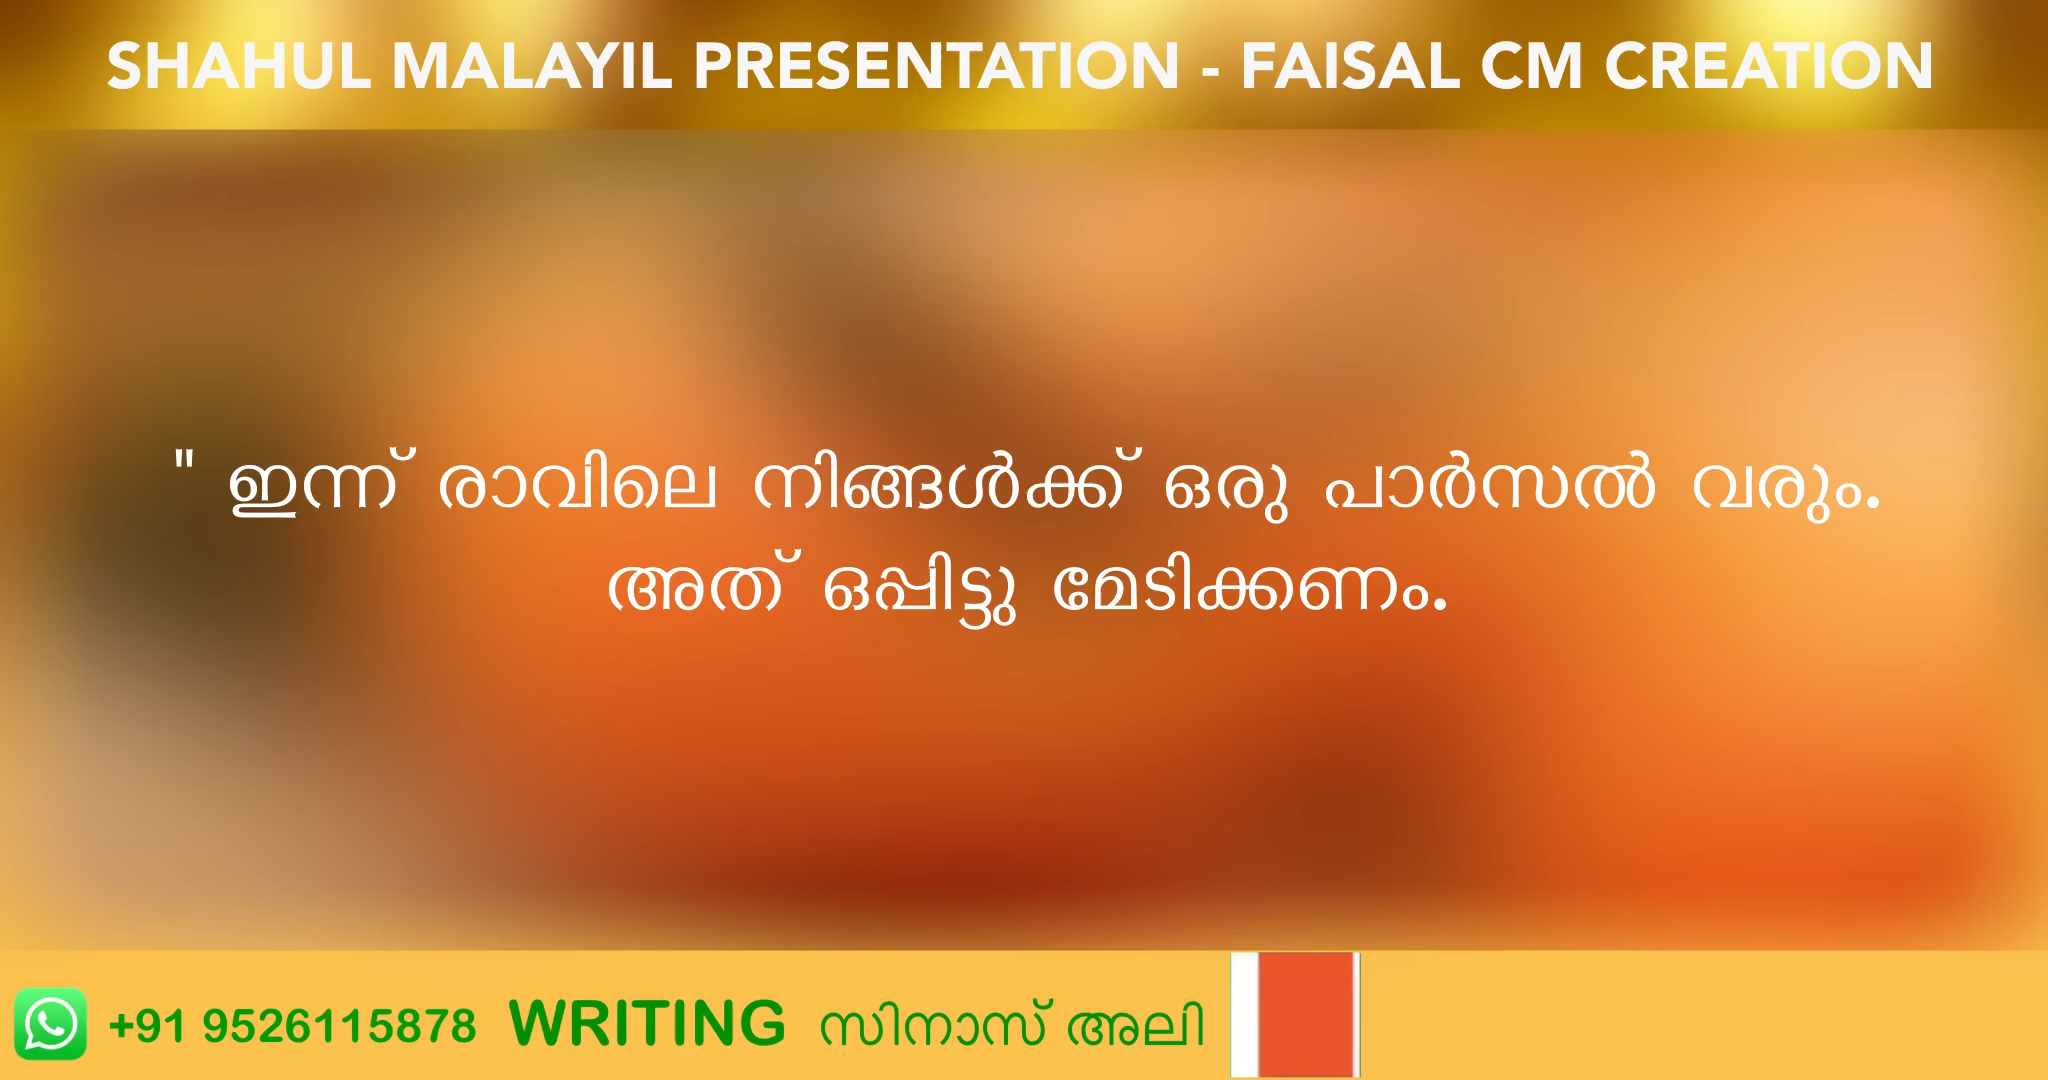 SHAHUL MALAYIL PRESENTATION - FAISAL CM CREATION
" ഇന്ന് രാവിലെ നിങ്ങൾക്ക് ഒരു പാർസൽ വരും.
അത് ഒപ്പിട്ടു മേടിക്കണം.
+91 9526115878 WRITING സിനാസ് അലി